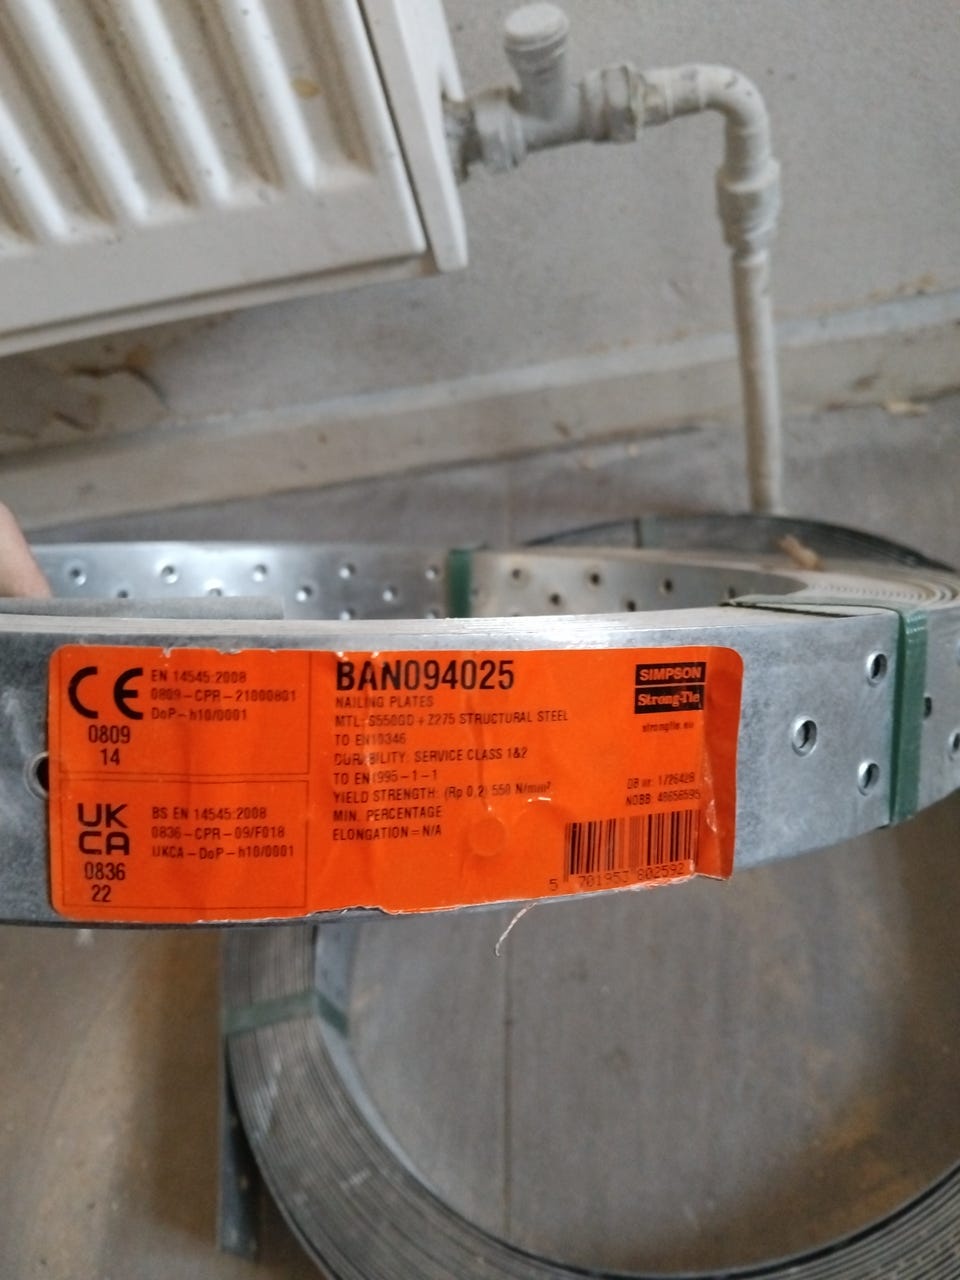 CE
0809
14
EN 14545:2008
0809-CPR-21000801
DoP-h10/0001
UK
CA
0836
22
BS EN 14545:2008
0836-CPR-09/F018
UKCA-DoP-h10/0001
BAN094025
NAILING PLATES
MTL: S550GD + Z275 STRUCTURAL STEEL
TO EN10346
DURABILITY: SERVICE CLASS 1&2
TO EN1995-1-1
YIELD STRENGTH: (Rp 0,2) 550 N/mm²
MIN. PERCENTAGE
ELONGATION = N/A
SIMPSON
Strong-Tie
strongtie.eu
DB nr: 1726428
NOBB: 48656595
5 701953 802592